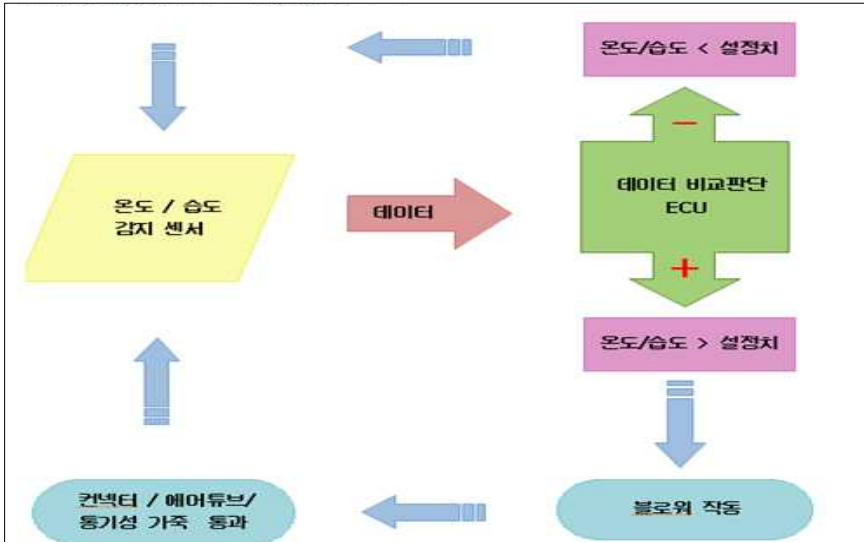 온도/습도 < 설정치
온도 / 습도
감지 센서
데이터
데이터 비교판단
ECU
온도/습도 > 설정치
컨넥터 / 에어튜브/
통기성 가죽 통과
블로워 작동